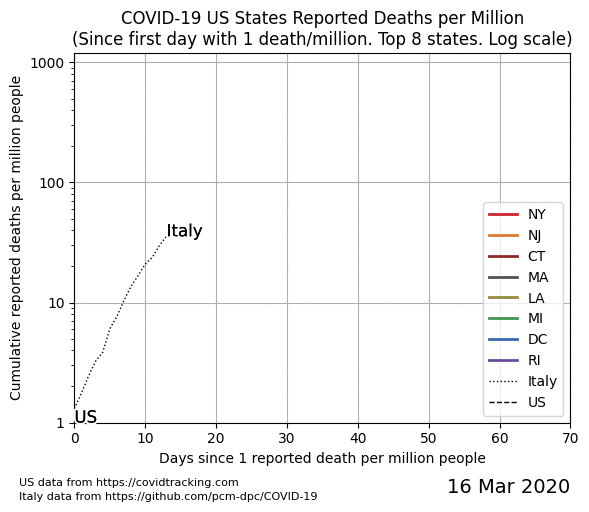 COVID-19 US States Reported Deaths per Million
(Since first day with 1 death/million. Top 8 states. Log scale)
Cumulative reported deaths per million people
1000
100
10
1
Italy
US
NY
NJ
CT
MA
LA
MI
DC
RI
Italy
US
0 10 20 30 40 50 60 70
Days since 1 reported death per million people
US data from https://covidtracking.com
Italy data from https://github.com/pcm-dpc/COVID-19
16 Mar 2020